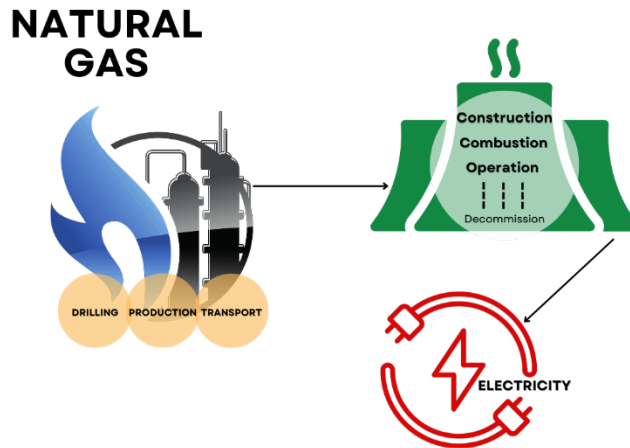 NATURAL
GAS
Construction
Combustion
Operation
Decommission
DRILLING
PRODUCTION
TRANSPORT
ELECTRICITY